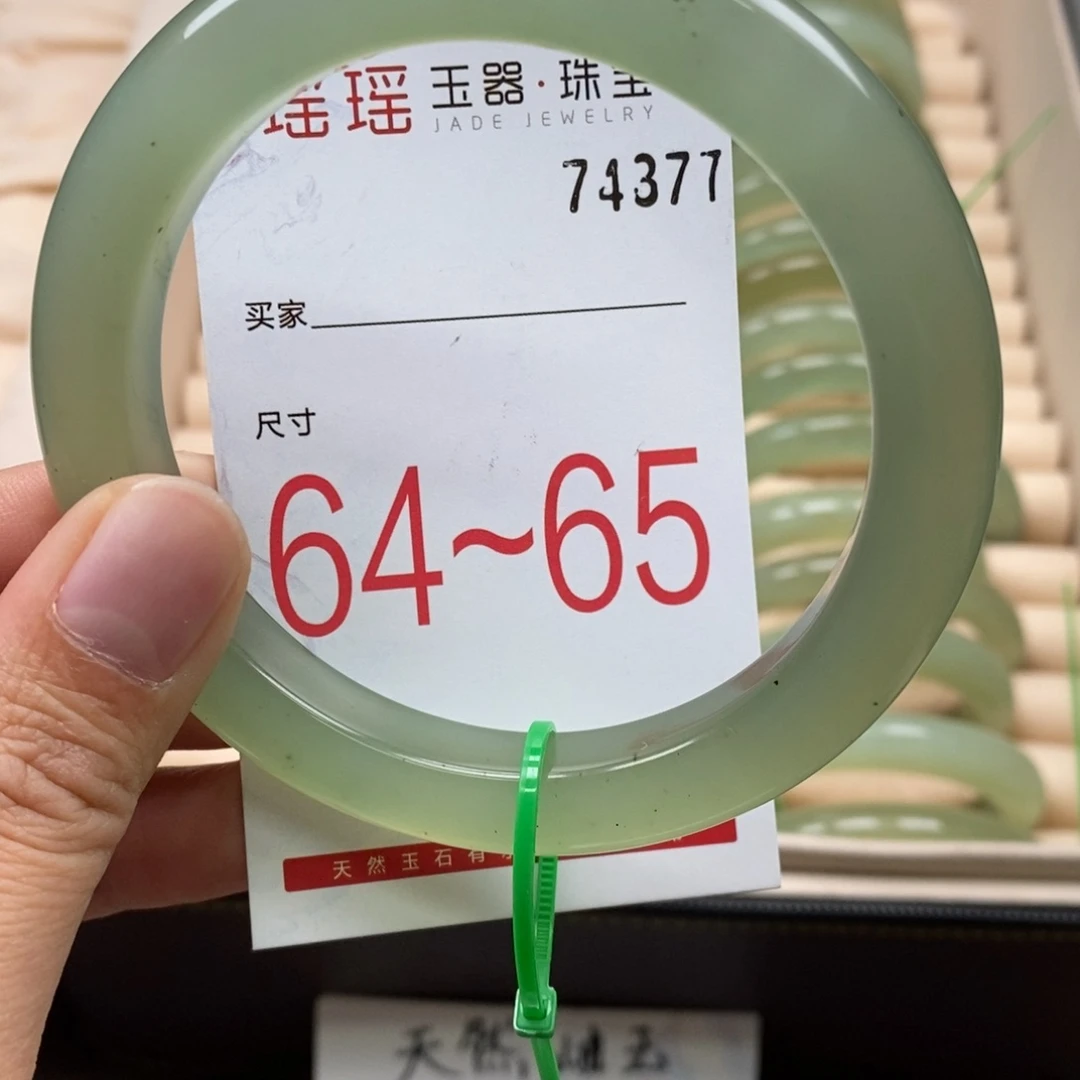 瑶瑶 玉器·珠宝
JADE JEWELRY
74377
买家
尺寸
64~65
天然玉石有
天然